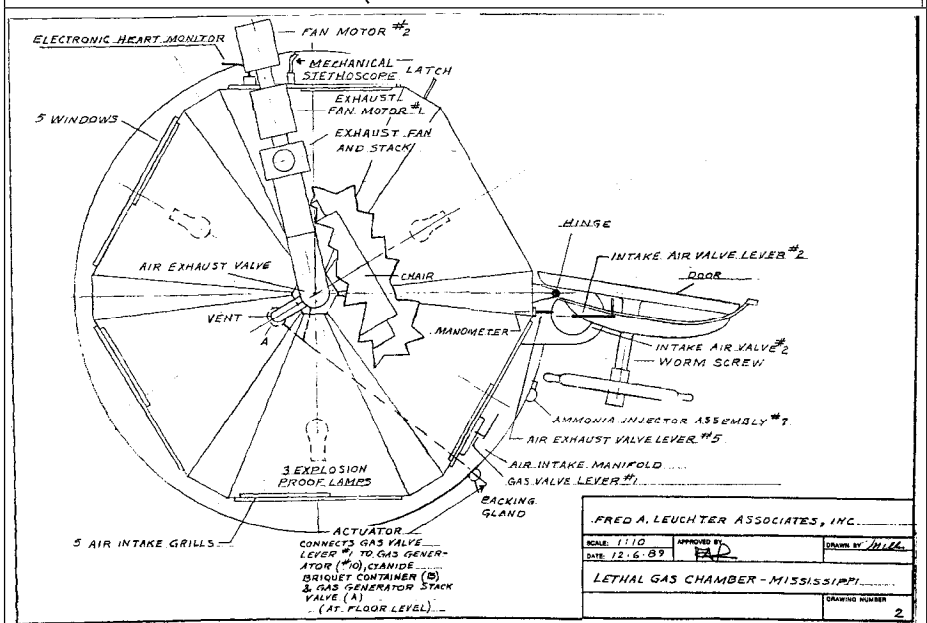 FAN MOTOR #2
ELECTRONIC HEART MONITOR
MECHANICAL
STETHOSCOPE
LATCH
EXHAUST
FAN MOTOR #1
5 WINDOWS
EXHAUST FAN
AND STACK
HINGE
INTAKE AIR VALVE LEVER #2
DOOR
AIR EXHAUST VALVE
CHAIR
VENT
A
MANOMETER
INTAKE AIR VALVE #2
WORM SCREW
AMMONIA INJECTOR ASSEMBLY
AIR EXHAUST VALVE LEVER #5
AIR INTAKE MANIFOLD
GAS VALVE LEVER #1
3 EXPLOSION
PROOF LAMPS
PACKING
GLAND
5 AIR INTAKE GRILLS
ACTUATOR
CONNECTS GAS VALVE
LEVER #1 TO GAS GENER-
ATOR (#10), CYANIDE
BRIQUET CONTAINER (B)
& GAS GENERATOR STACK
VALVE (A)
(AT FLOOR LEVEL)
FRED A. LEUCHTER ASSOCIATES, INC
SCALE: 1:10
APPROVED BY
DRAWN BY
DATE: 12.6.89
LETHAL GAS CHAMBER - MISSISSIPPI
DRAWING NUMBER
2